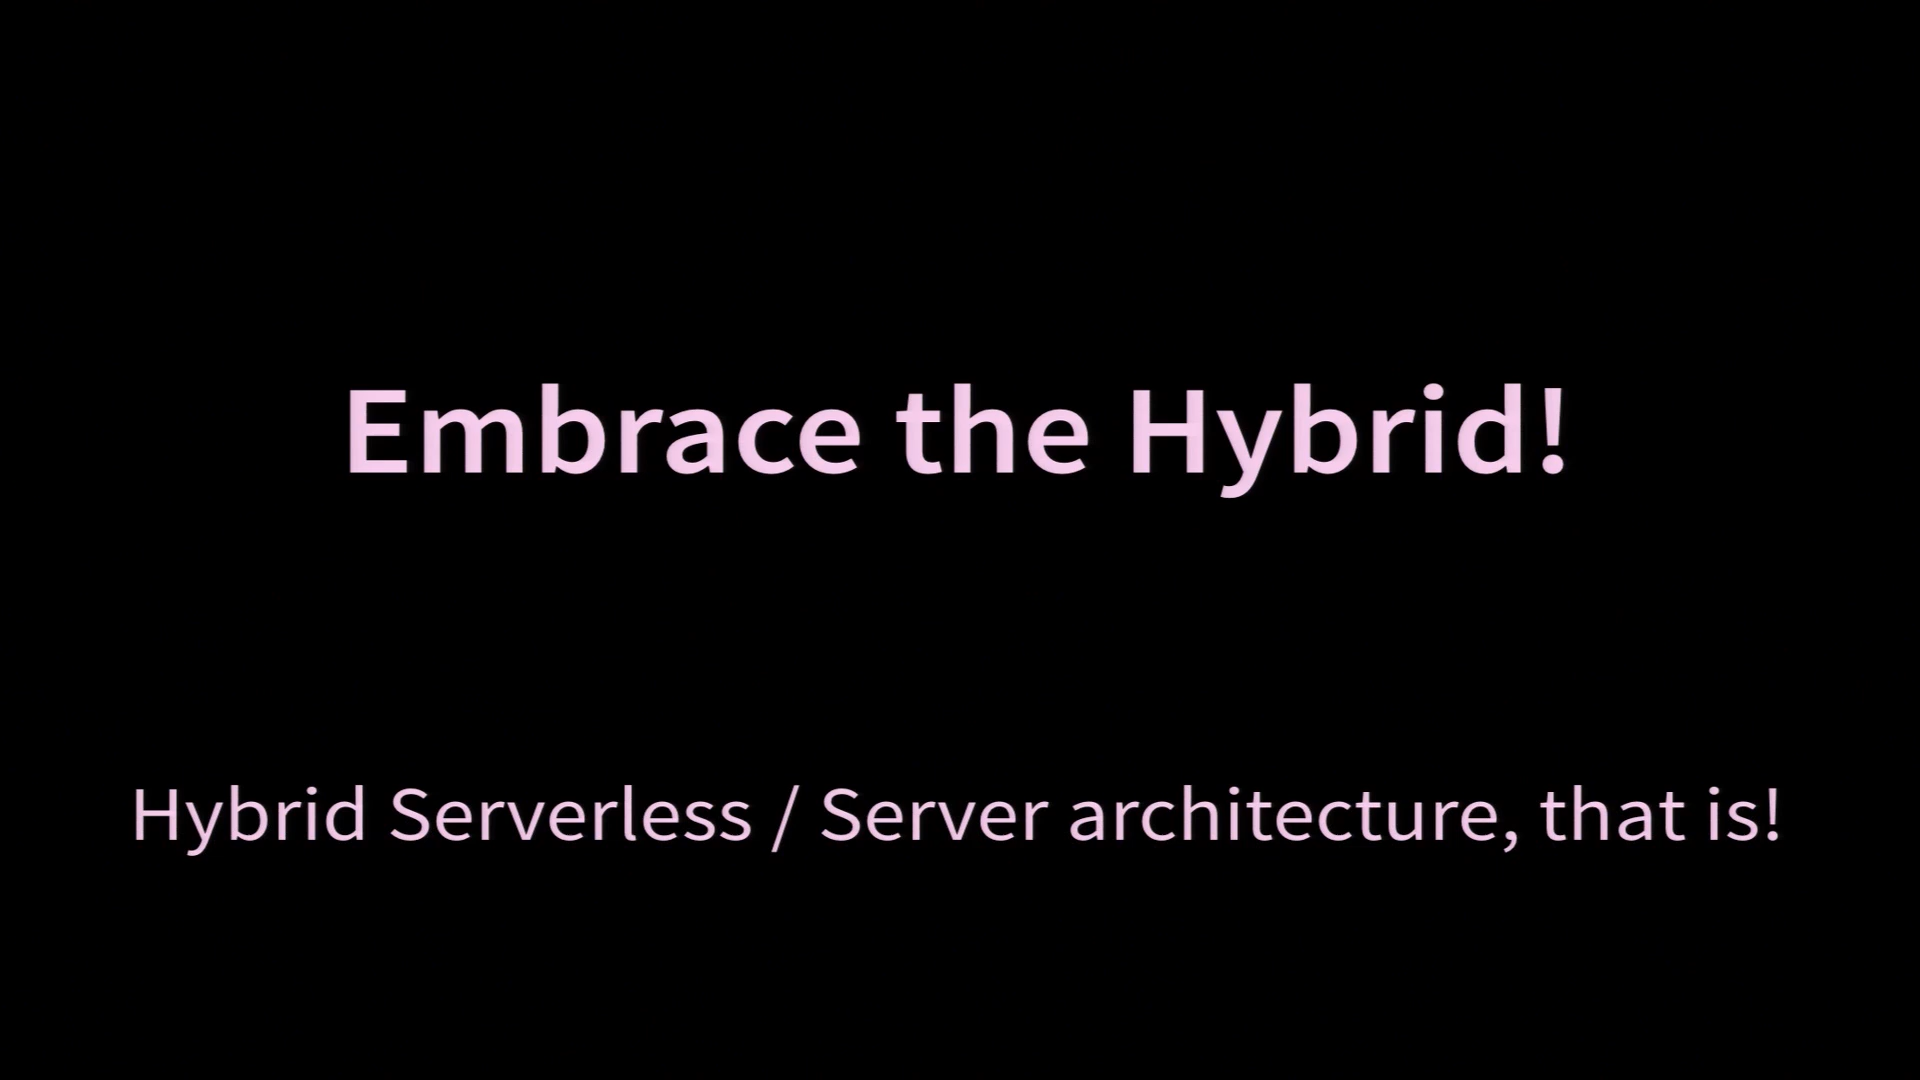 Embrace the Hybrid!
Hybrid Serverless / Server architecture, that is!